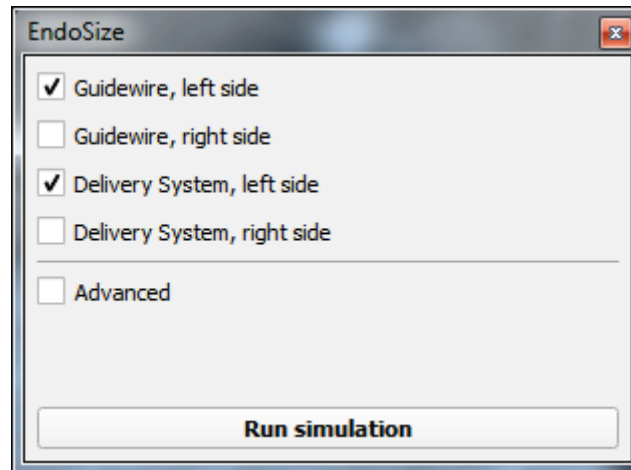 EndoSize
Guidewire, left side
Guidewire, right side
Delivery System, left side
Delivery System, right side
Advanced
Run simulation